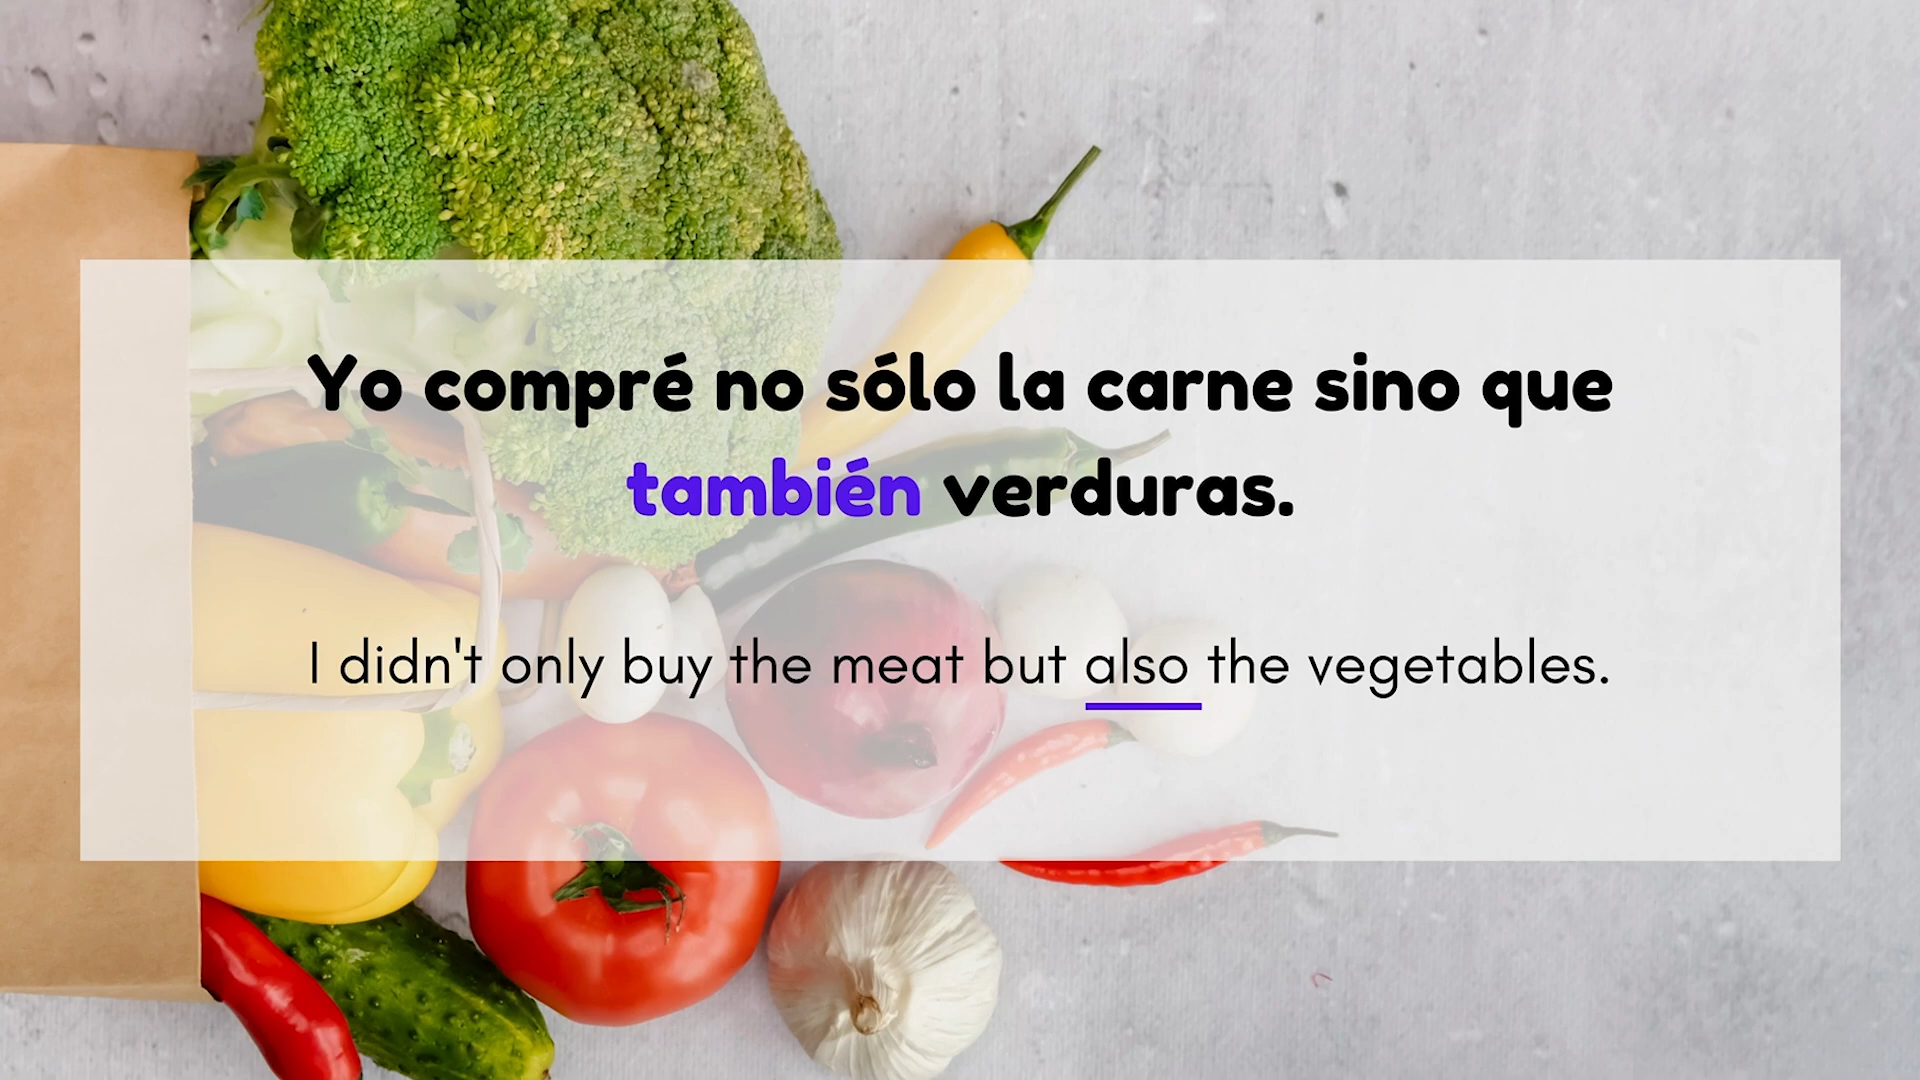 Yo compré no sólo la carne sino que
también verduras.
I didn't only buy the meat but also the vegetables.